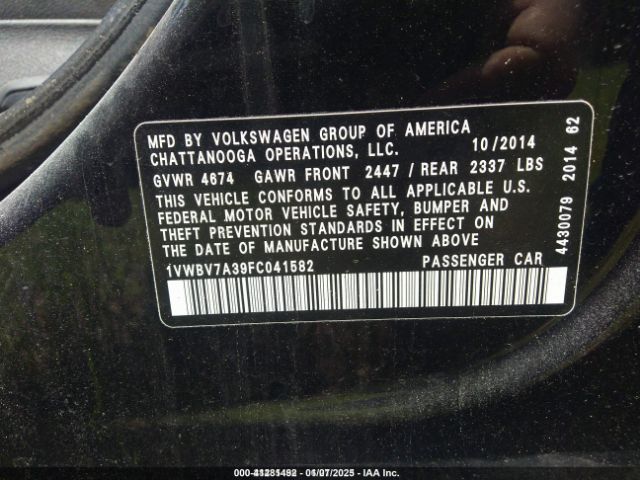 MFD BY VOLKSWAGEN GROUP OF AMERICA
CHATTANOOGA OPERATIONS, LLC. 10/2014
GVWR 4674 GAWR FRONT 2447 / REAR 2337 LBS
THIS VEHICLE CONFORMS TO ALL APPLICABLE U.S.
FEDERAL MOTOR VEHICLE SAFETY, BUMPER AND
THEFT PREVENTION STANDARDS IN EFFECT ON
THE DATE OF MANUFACTURE SHOWN ABOVE
1VWBV7A39FC041582 PASSENGER CAR
4430079 2014 62
2025 - IAA Inc.